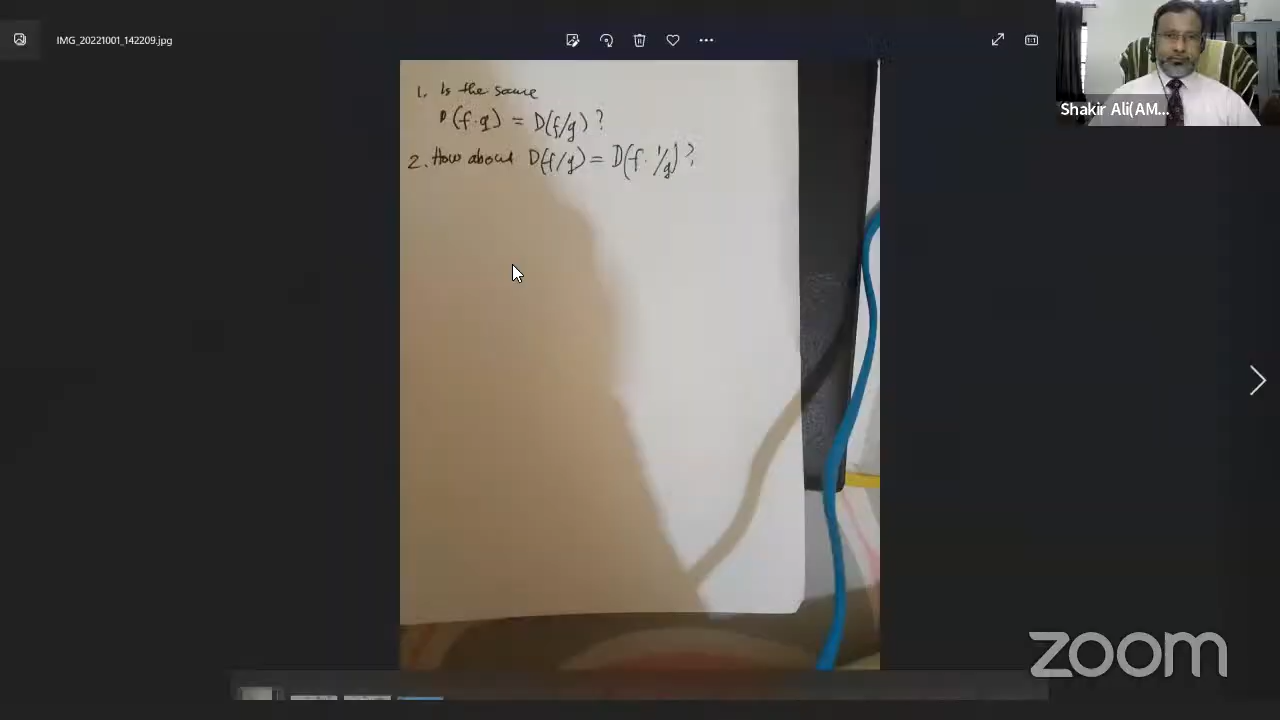 IMG_20221001_142209.jpg
Shakir Ali(AM...
1. Is the same
D(f·g) = D(f/g)?
2. How about D(f/g) = D(f·1/g)?
zoom